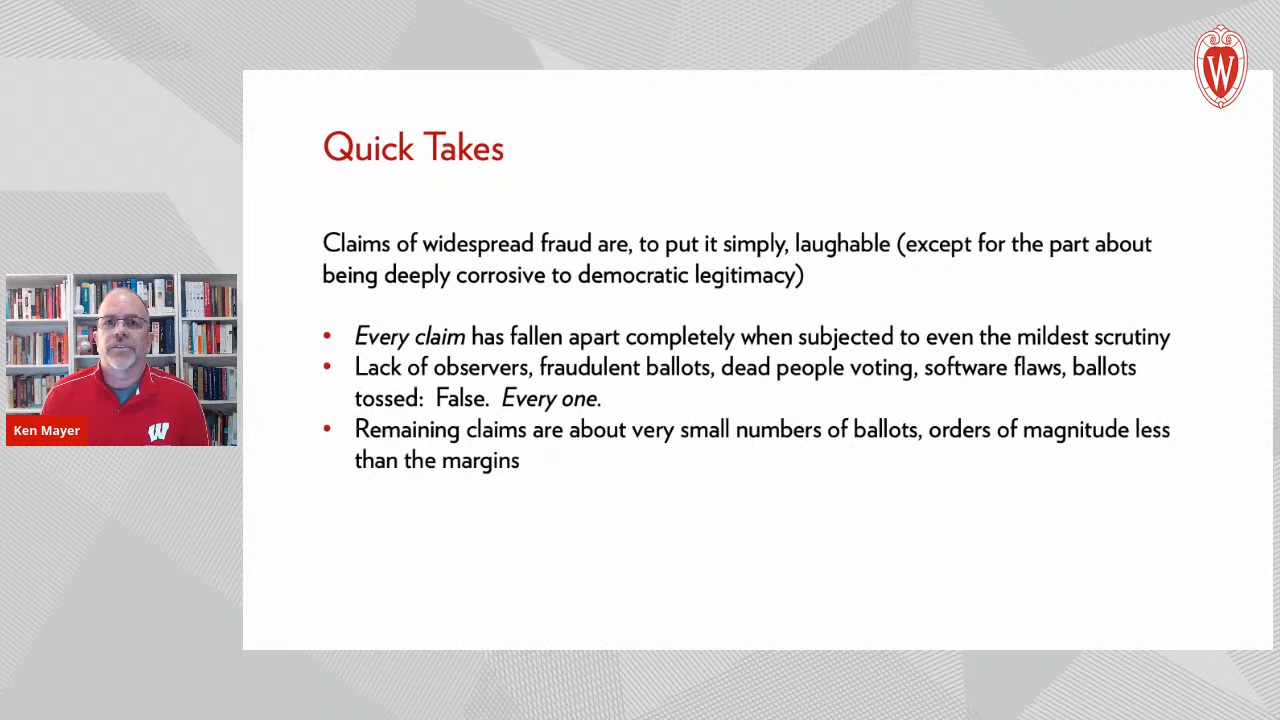 W
Quick Takes
Claims of widespread fraud are, to put it simply, laughable (except for the part about
being deeply corrosive to democratic legitimacy)
• Every claim has fallen apart completely when subjected to even the mildest scrutiny
• Lack of observers, fraudulent ballots, dead people voting, software flaws, ballots
tossed: False. Every one.
• Remaining claims are about very small numbers of ballots, orders of magnitude less
than the margins
W
Ken Mayer